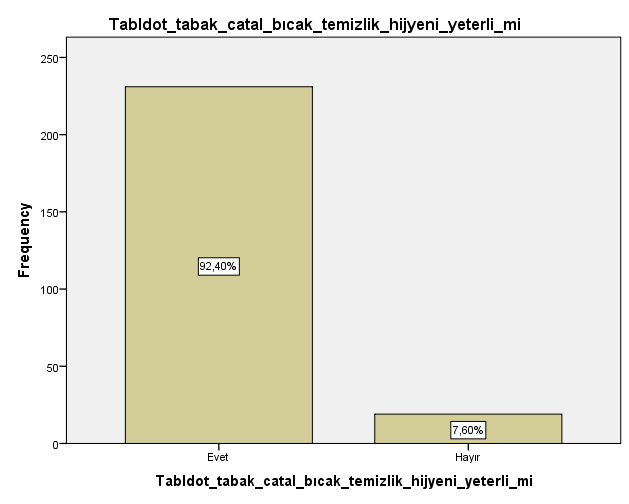 Tabldot_tabak_catal_bıcak_temizlik_hijyeni_yeterli_mi
250
200
150
100
50
0
Frequency
92,40%
7,60%
Evet
Hayır
Tabldot_tabak_catal_bıcak_temizlik_hijyeni_yeterli_mi